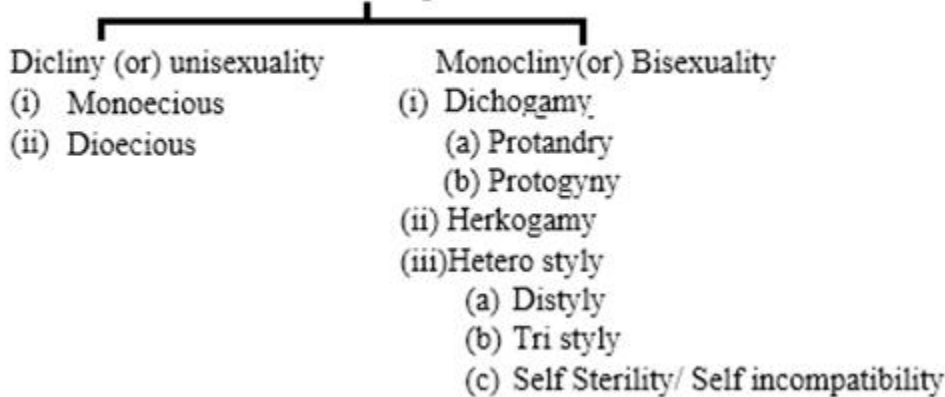 Dicliny (or) unisexuality
(i) Monoecious
(ii) Dioecious
Monocliny(or) Bisexuality
(i) Dichogamy
(a) Protandry
(b) Protogyny
(ii) Herkogamy
(iii)Hetero styly
(a) Distyly
(b) Tri styly
(c) Self Sterility/ Self incompatibility